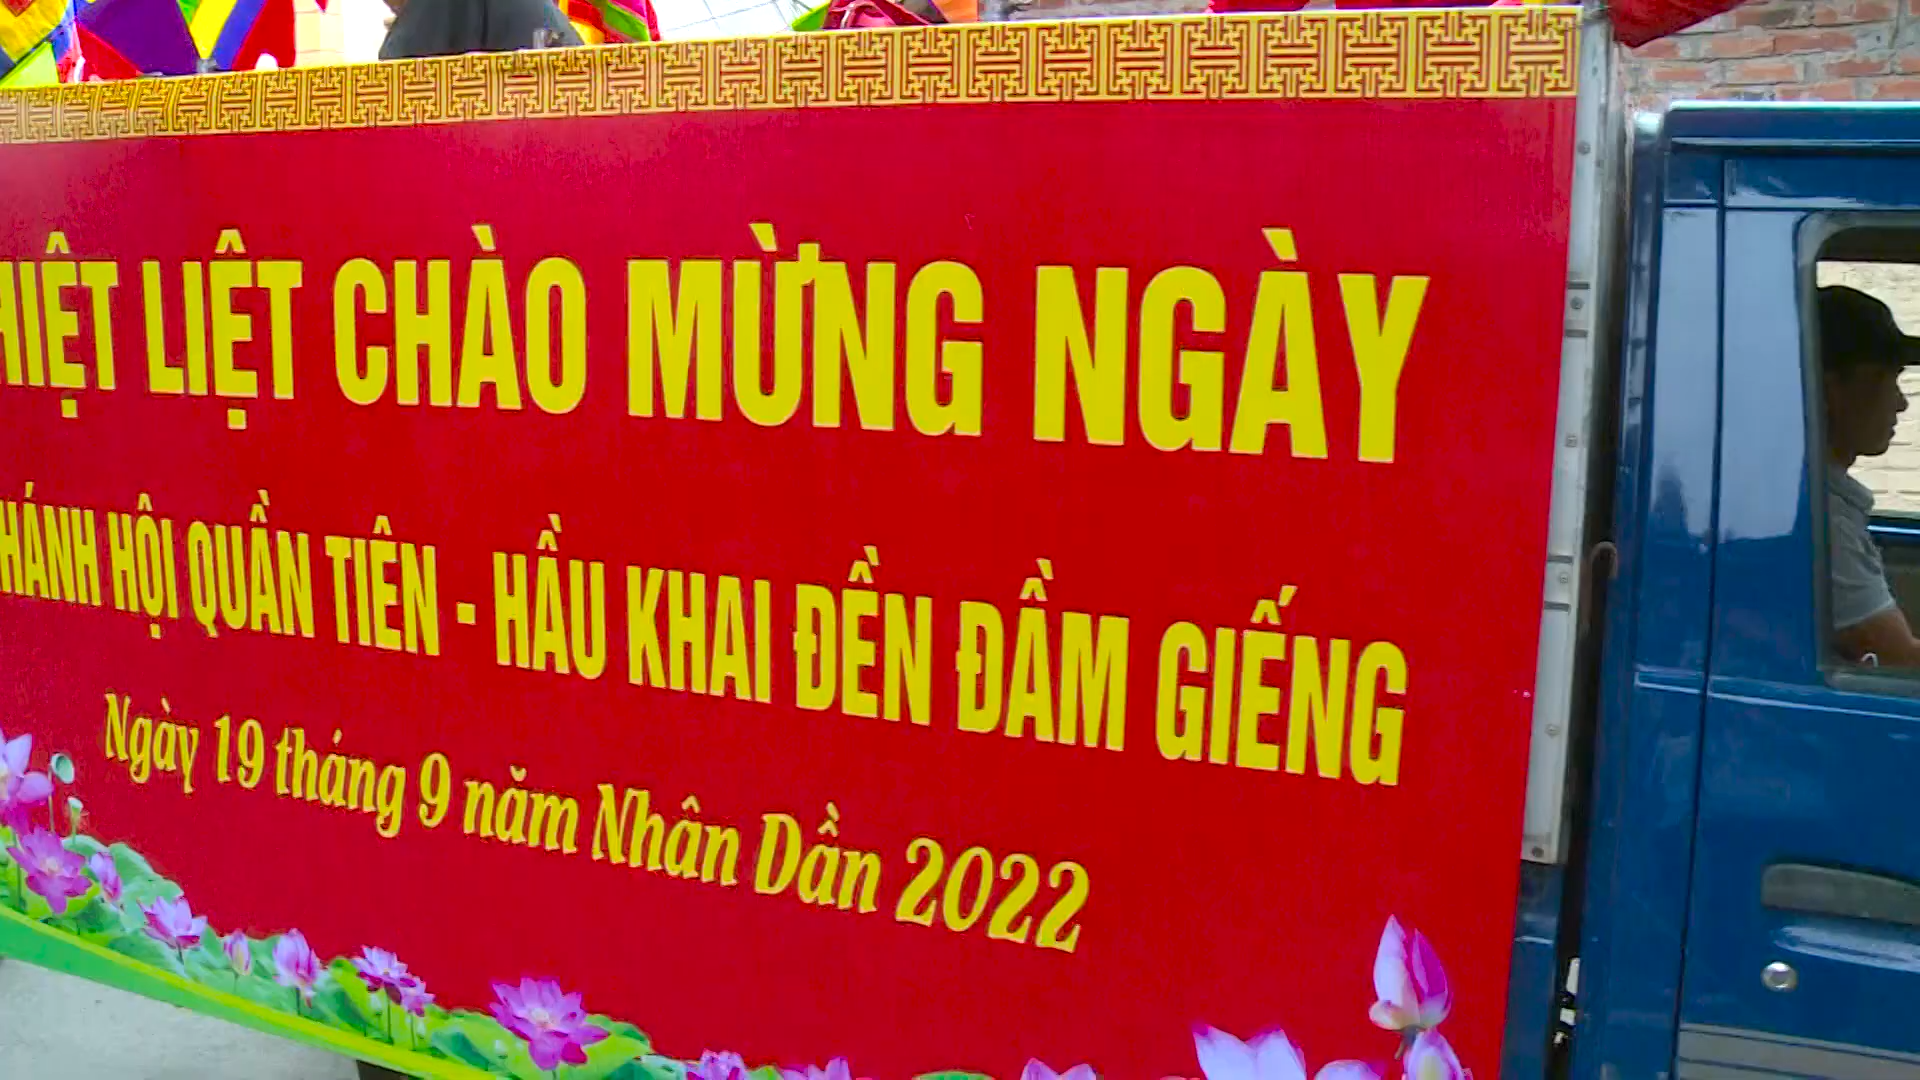 HIỆT LIỆT CHÀO MỪNG NGÀY
HÁNH HỘI QUẦN TIÊN - HẦU KHAI ĐỀN ĐẦM GIẾNG
Ngày 19 tháng 9 năm Nhân Dần 2022